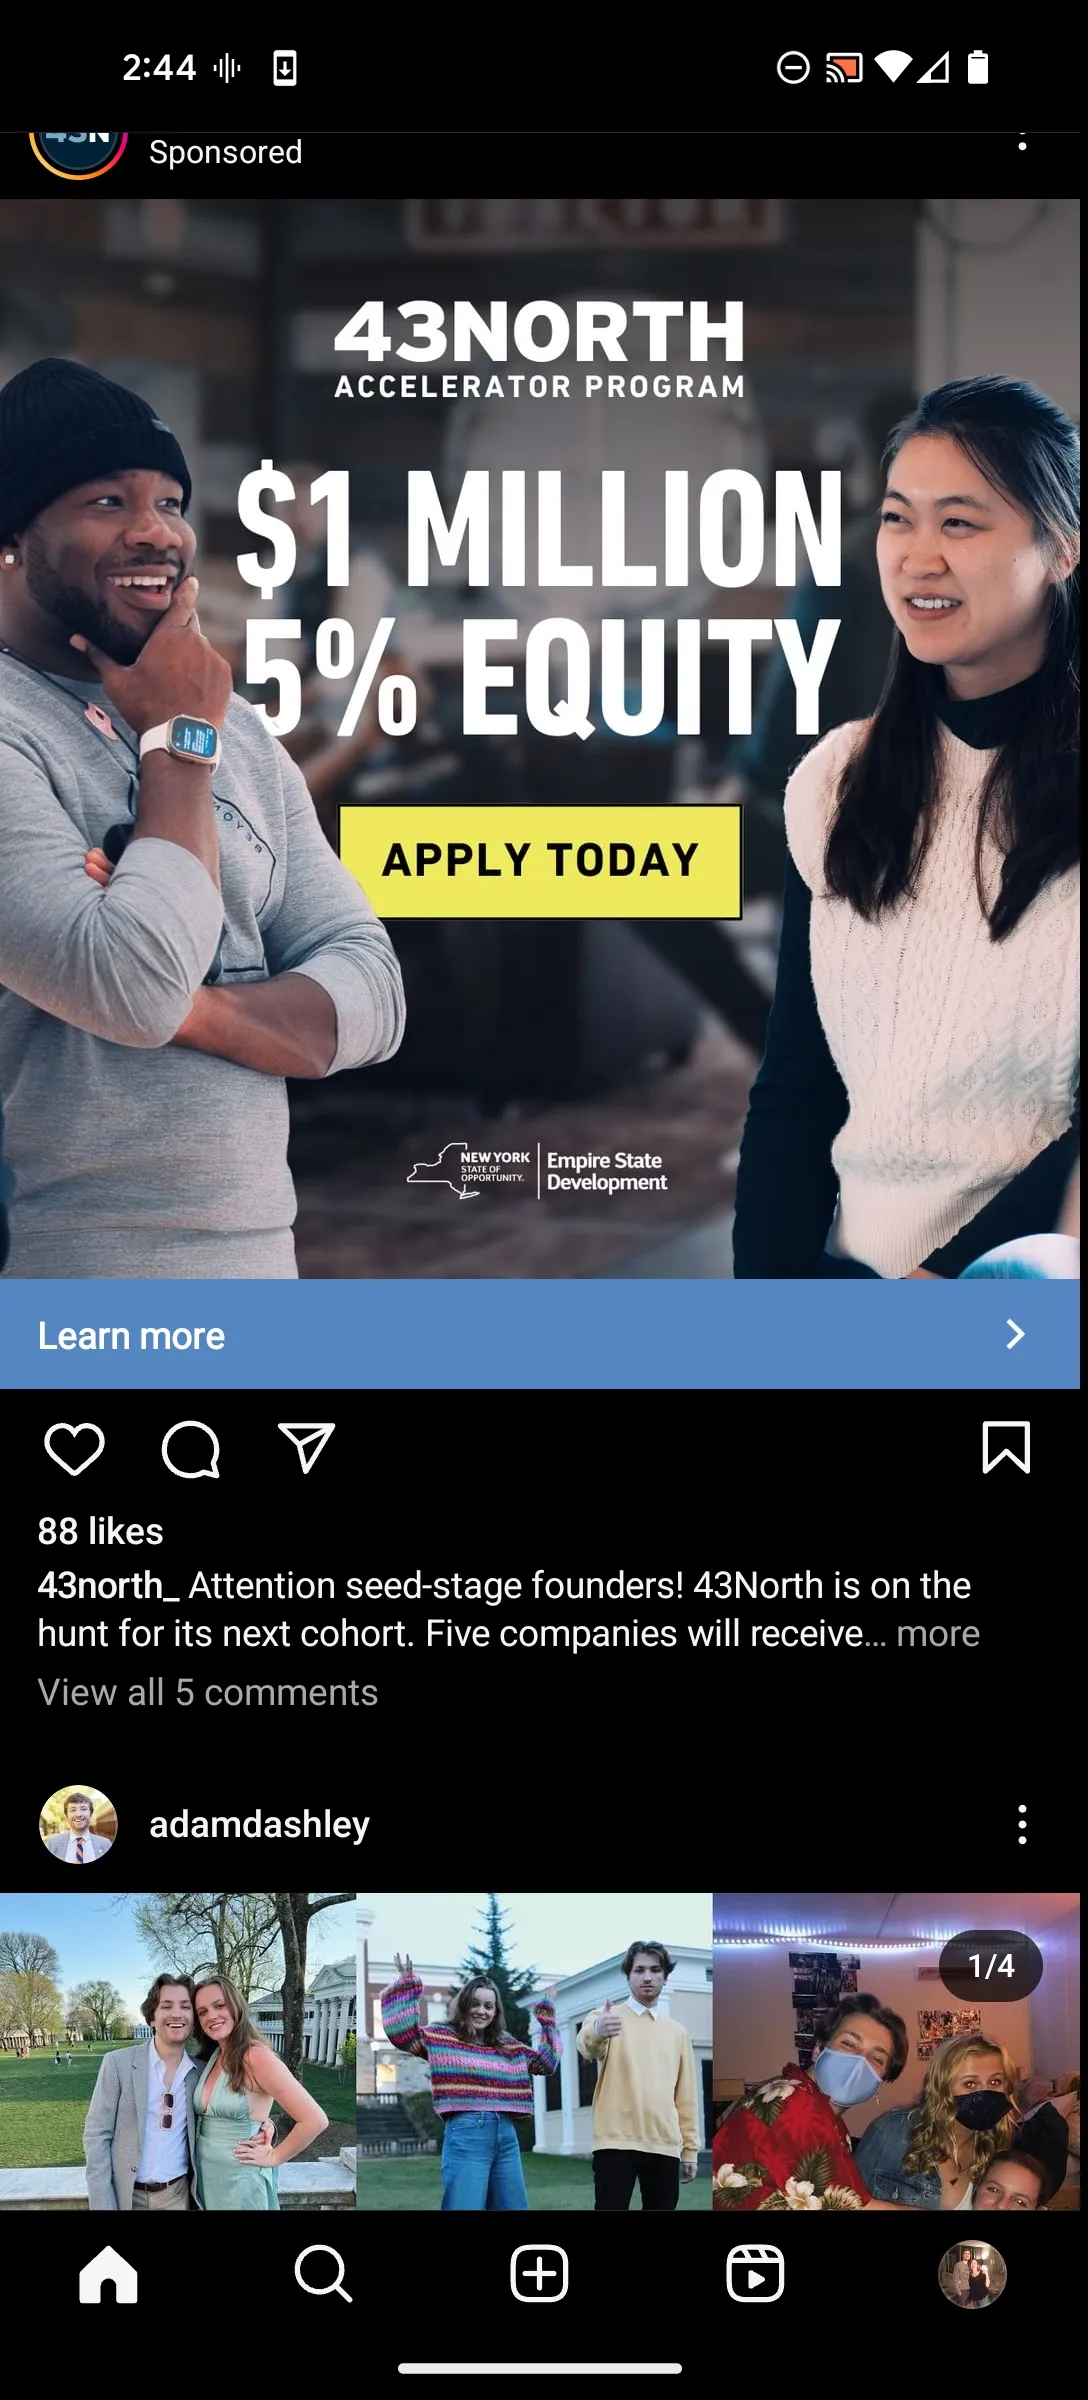 2:44
43N
Sponsored
43NORTH
ACCELERATOR PROGRAM
$1 MILLION
5% EQUITY
APPLY TODAY
NEW YORK
STATE OF
OPPORTUNITY.
Empire State
Development
Learn more
88 likes
43north_ Attention seed-stage founders! 43North is on the
hunt for its next cohort. Five companies will receive... more
View all 5 comments
adamdashley
1/4